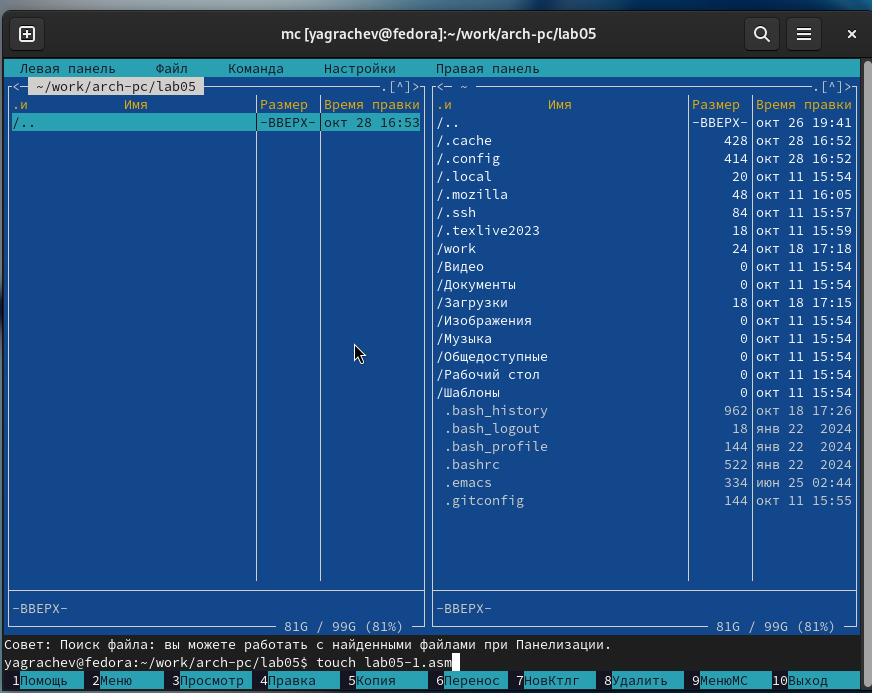 mc [yagrachev@fedora]:~/work/arch-pc/lab05
Левая панель Файл Команда Настройки Правая панель
<─ ~/work/arch-pc/lab05 .[^]>
.и Имя Размер Время правки
/.. -ВВЕРХ- окт 28 16:53
-ВВЕРХ-
81G / 99G (81%)
<─ ~ .[^]>
.и Имя Размер Время правки
/.. -ВВЕРХ- окт 26 19:41
/.cache 428 окт 28 16:52
/.config 414 окт 28 16:52
/.local 20 окт 11 15:54
/.mozilla 48 окт 11 16:05
/.ssh 84 окт 11 15:57
/.texlive2023 18 окт 11 15:59
/work 24 окт 18 17:18
/Видео 0 окт 11 15:54
/Документы 0 окт 11 15:54
/Загрузки 18 окт 18 17:15
/Изображения 0 окт 11 15:54
/Музыка 0 окт 11 15:54
/Общедоступные 0 окт 11 15:54
/Рабочий стол 0 окт 11 15:54
/Шаблоны 0 окт 11 15:54
.bash_history 962 окт 18 17:26
.bash_logout 18 янв 22 2024
.bash_profile 144 янв 22 2024
.bashrc 522 янв 22 2024
.emacs 334 июн 25 02:44
.gitconfig 144 окт 11 15:55
-ВВЕРХ-
81G / 99G (81%)
Совет: Поиск файла: вы можете работать с найденными файлами при Панелизации.
yagrachev@fedora:~/work/arch-pc/lab05$ touch lab05-1.asm
1Помощь 2Меню 3Просмотр 4Правка 5Копия 6Перенос 7НовКтлг 8Удалить 9МенюMC 10Выход